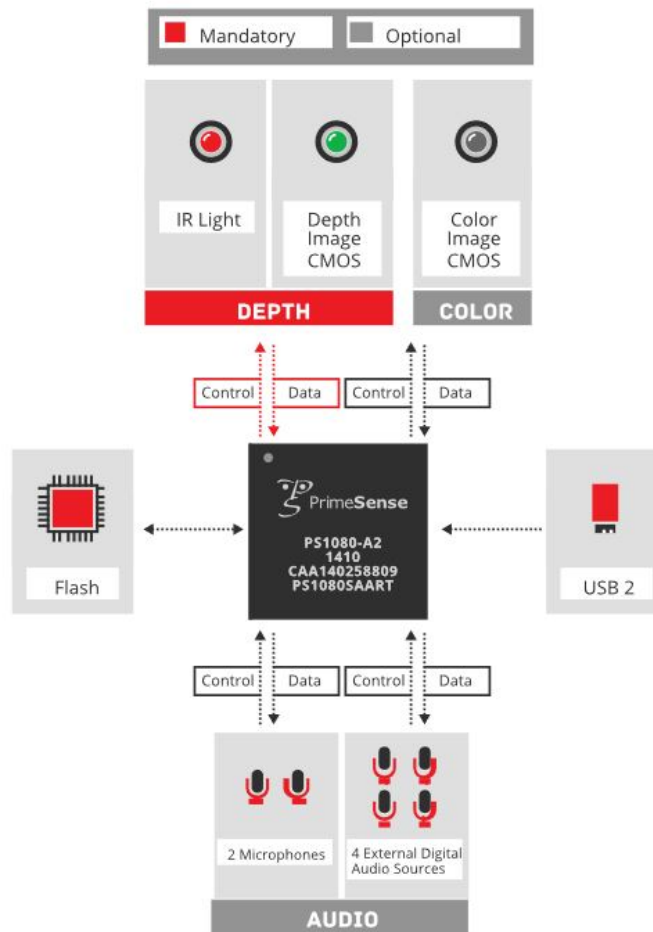 Mandatory
Optional
IR Light
Depth
Image
CMOS
Color
Image
CMOS
DEPTH
COLOR
Control
Data
Control
Data
PrimeSense
PS1080-A2
1410
CAA140258809
PS1080SAART
Flash
USB 2
Control
Data
Control
Data
2 Microphones
4 External Digital
Audio Sources
AUDIO